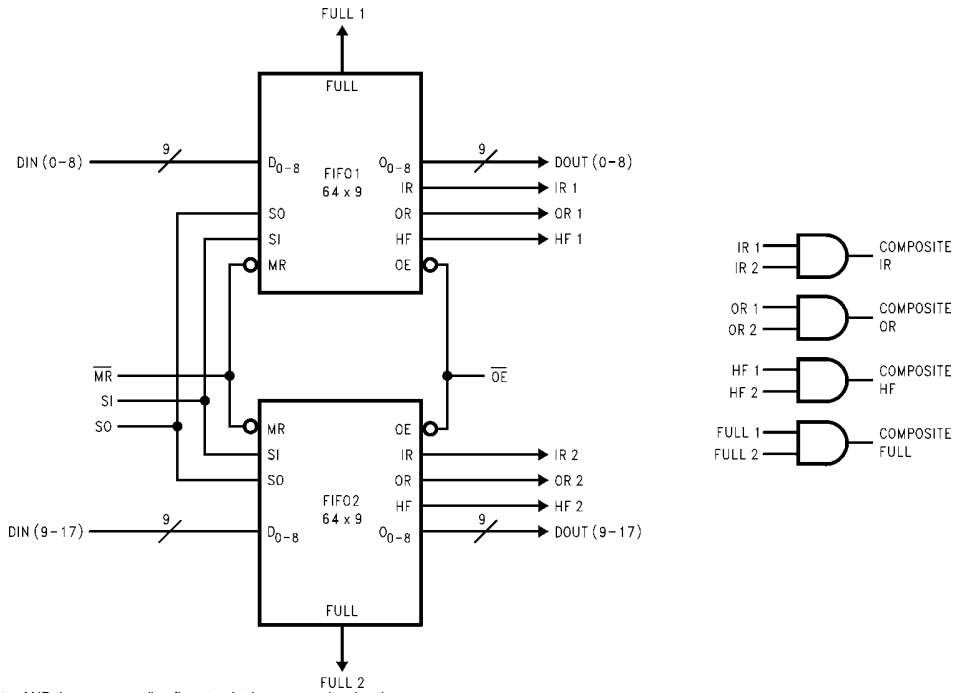 FULL 1
FULL
DIN (0-8)
9
D0-8
FIFO1
64 x 9
O0-8
9
DOUT (0-8)
IR
IR 1
SO
OR
OR 1
SI
HF
HF 1
MR
OE
MR
SI
SO
OE
MR
OE
SI
IR
IR 2
SO
OR
OR 2
FIFO2
64 x 9
HF
HF 2
DIN (9-17)
9
D0-8
O0-8
9
DOUT (9-17)
FULL
FULL 2
IR 1
IR 2
COMPOSITE
IR
OR 1
OR 2
COMPOSITE
OR
HF 1
HF 2
COMPOSITE
HF
FULL 1
FULL 2
COMPOSITE
FULL